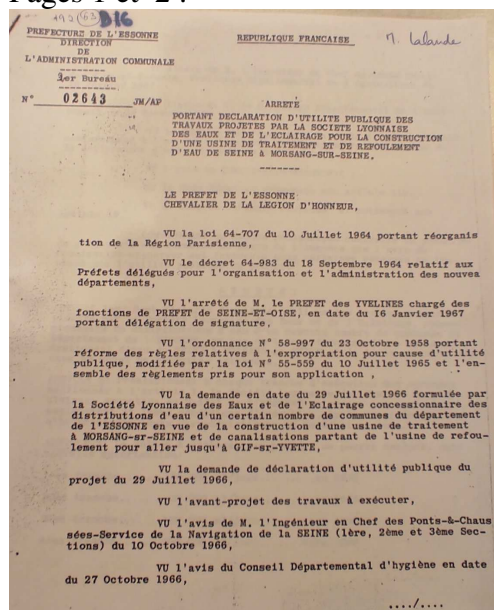 Pages 1 et 24 :
192 63 D16
PREFECTURE DE L'ESSONNE
DIRECTION
DE
L'ADMINISTRATION COMMUNALE
1er Bureau
N° 02643 JM/AP
REPUBLIQUE FRANCAISE
M. Lalande
ARRETÉ
PORTANT DECLARATION D'UTILITE PUBLIQUE DES
TRAVAUX PROJETES PAR LA SOCIETE LYONNAISE
DES EAUX ET DE L'ECLAIRAGE POUR LA CONSTRUCTION
D'UNE USINE DE TRAITEMENT ET DE REFOULEMENT
D'EAU DE SEINE à MORSANG-SUR-SEINE.
-------
LE PREFET DE L'ESSONNE
CHEVALIER DE LA LEGION D'HONNEUR,
VU la loi 64-707 du 10 Juillet 1964 portant réorganis
tion de la Région Parisienne,
VU le décret 64-983 du 18 Septembre 1964 relatif aux
Préfets délégués pour l'organisation et l'administration des nouvea
départements,
VU l'arrêté de M. le PREFET des YVELINES chargé des
fonctions de PREFET de SEINE-ET-OISE, en date du 16 Janvier 1967
portant délégation de signature,
VU l'ordonnance N° 58-997 du 23 Octobre 1958 portant
réforme des règles relatives à l'expropriation pour cause d'utilité
publique, modifiée par la loi N° 55-559 du 10 Juillet 1965 et l'en-
semble des règlements pris pour son application ,
VU la demande en date du 29 Juillet 1966 formulée par
la Société Lyonnaise des Eaux et de l'Eclairage concessionnaire des
distributions d'eau d'un certain nombre de communes du département
de l'ESSONNE en vue de la construction d'une usine de traitement
à MORSANG-sr-SEINE et de canalisations partant de l'usine de refou-
lement pour aller jusqu'à GIF-sr-YVETTE,
VU la demande de déclaration d'utilité publique du
projet du 29 Juillet 1966,
VU l'avant-projet des travaux à exécuter,
VU l'avis de M. l'Ingénieur en Chef des Ponts-&-Chaus
sées-Service de la Navigation de la SEINE (1ère, 2ème et 3ème Sec-
tions) du 10 Octobre 1966,
VU l'avis du Conseil Départemental d'hygiène en date
du 27 Octobre 1966,
..../....